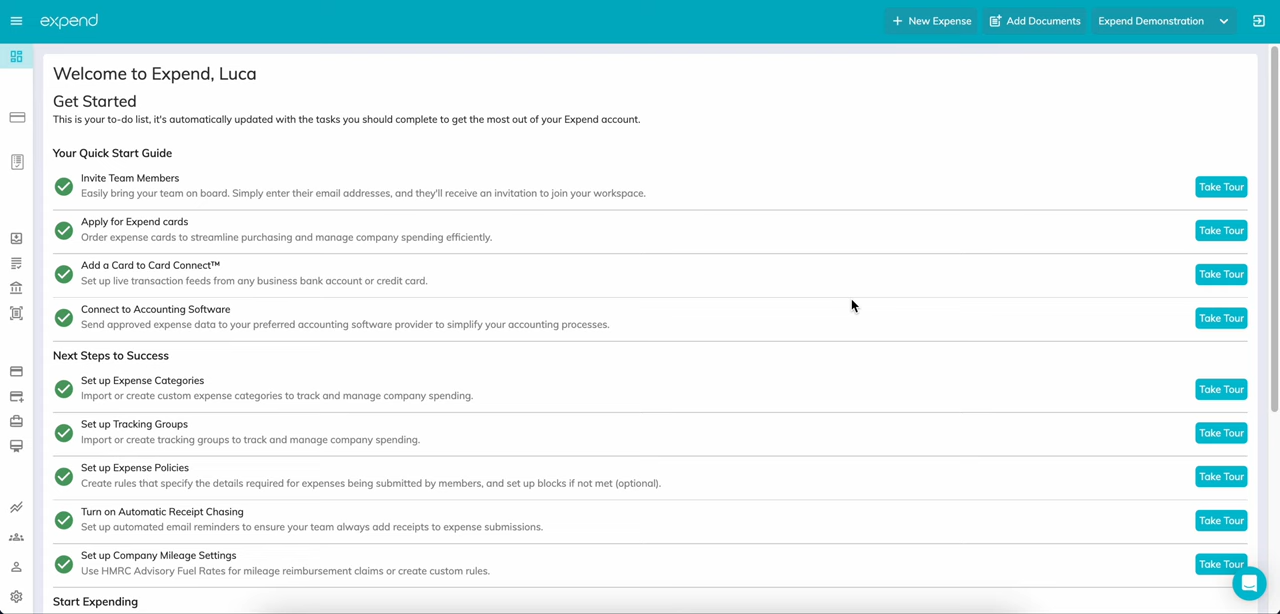 expend
New Expense
Add Documents
Expend Demonstration
Welcome to Expend, Luca
Get Started
This is your to-do list, it's automatically updated with the tasks you should complete to get the most out of your Expend account.
Your Quick Start Guide
Invite Team Members
Easily bring your team on board. Simply enter their email addresses, and they'll receive an invitation to join your workspace.
Take Tour
Apply for Expend cards
Order expense cards to streamline purchasing and manage company spending efficiently.
Take Tour
Add a Card to Card Connect™
Set up live transaction feeds from any business bank account or credit card.
Take Tour
Connect to Accounting Software
Send approved expense data to your preferred accounting software provider to simplify your accounting processes.
Take Tour
Next Steps to Success
Set up Expense Categories
Import or create custom expense categories to track and manage company spending.
Take Tour
Set up Tracking Groups
Import or create tracking groups to track and manage company spending.
Take Tour
Set up Expense Policies
Create rules that specify the details required for expenses being submitted by members, and set up blocks if not met (optional).
Take Tour
Turn on Automatic Receipt Chasing
Set up automated email reminders to ensure your team always add receipts to expense submissions.
Take Tour
Set up Company Mileage Settings
Use HMRC Advisory Fuel Rates for mileage reimbursement claims or create custom rules.
Take Tour
Start Expending